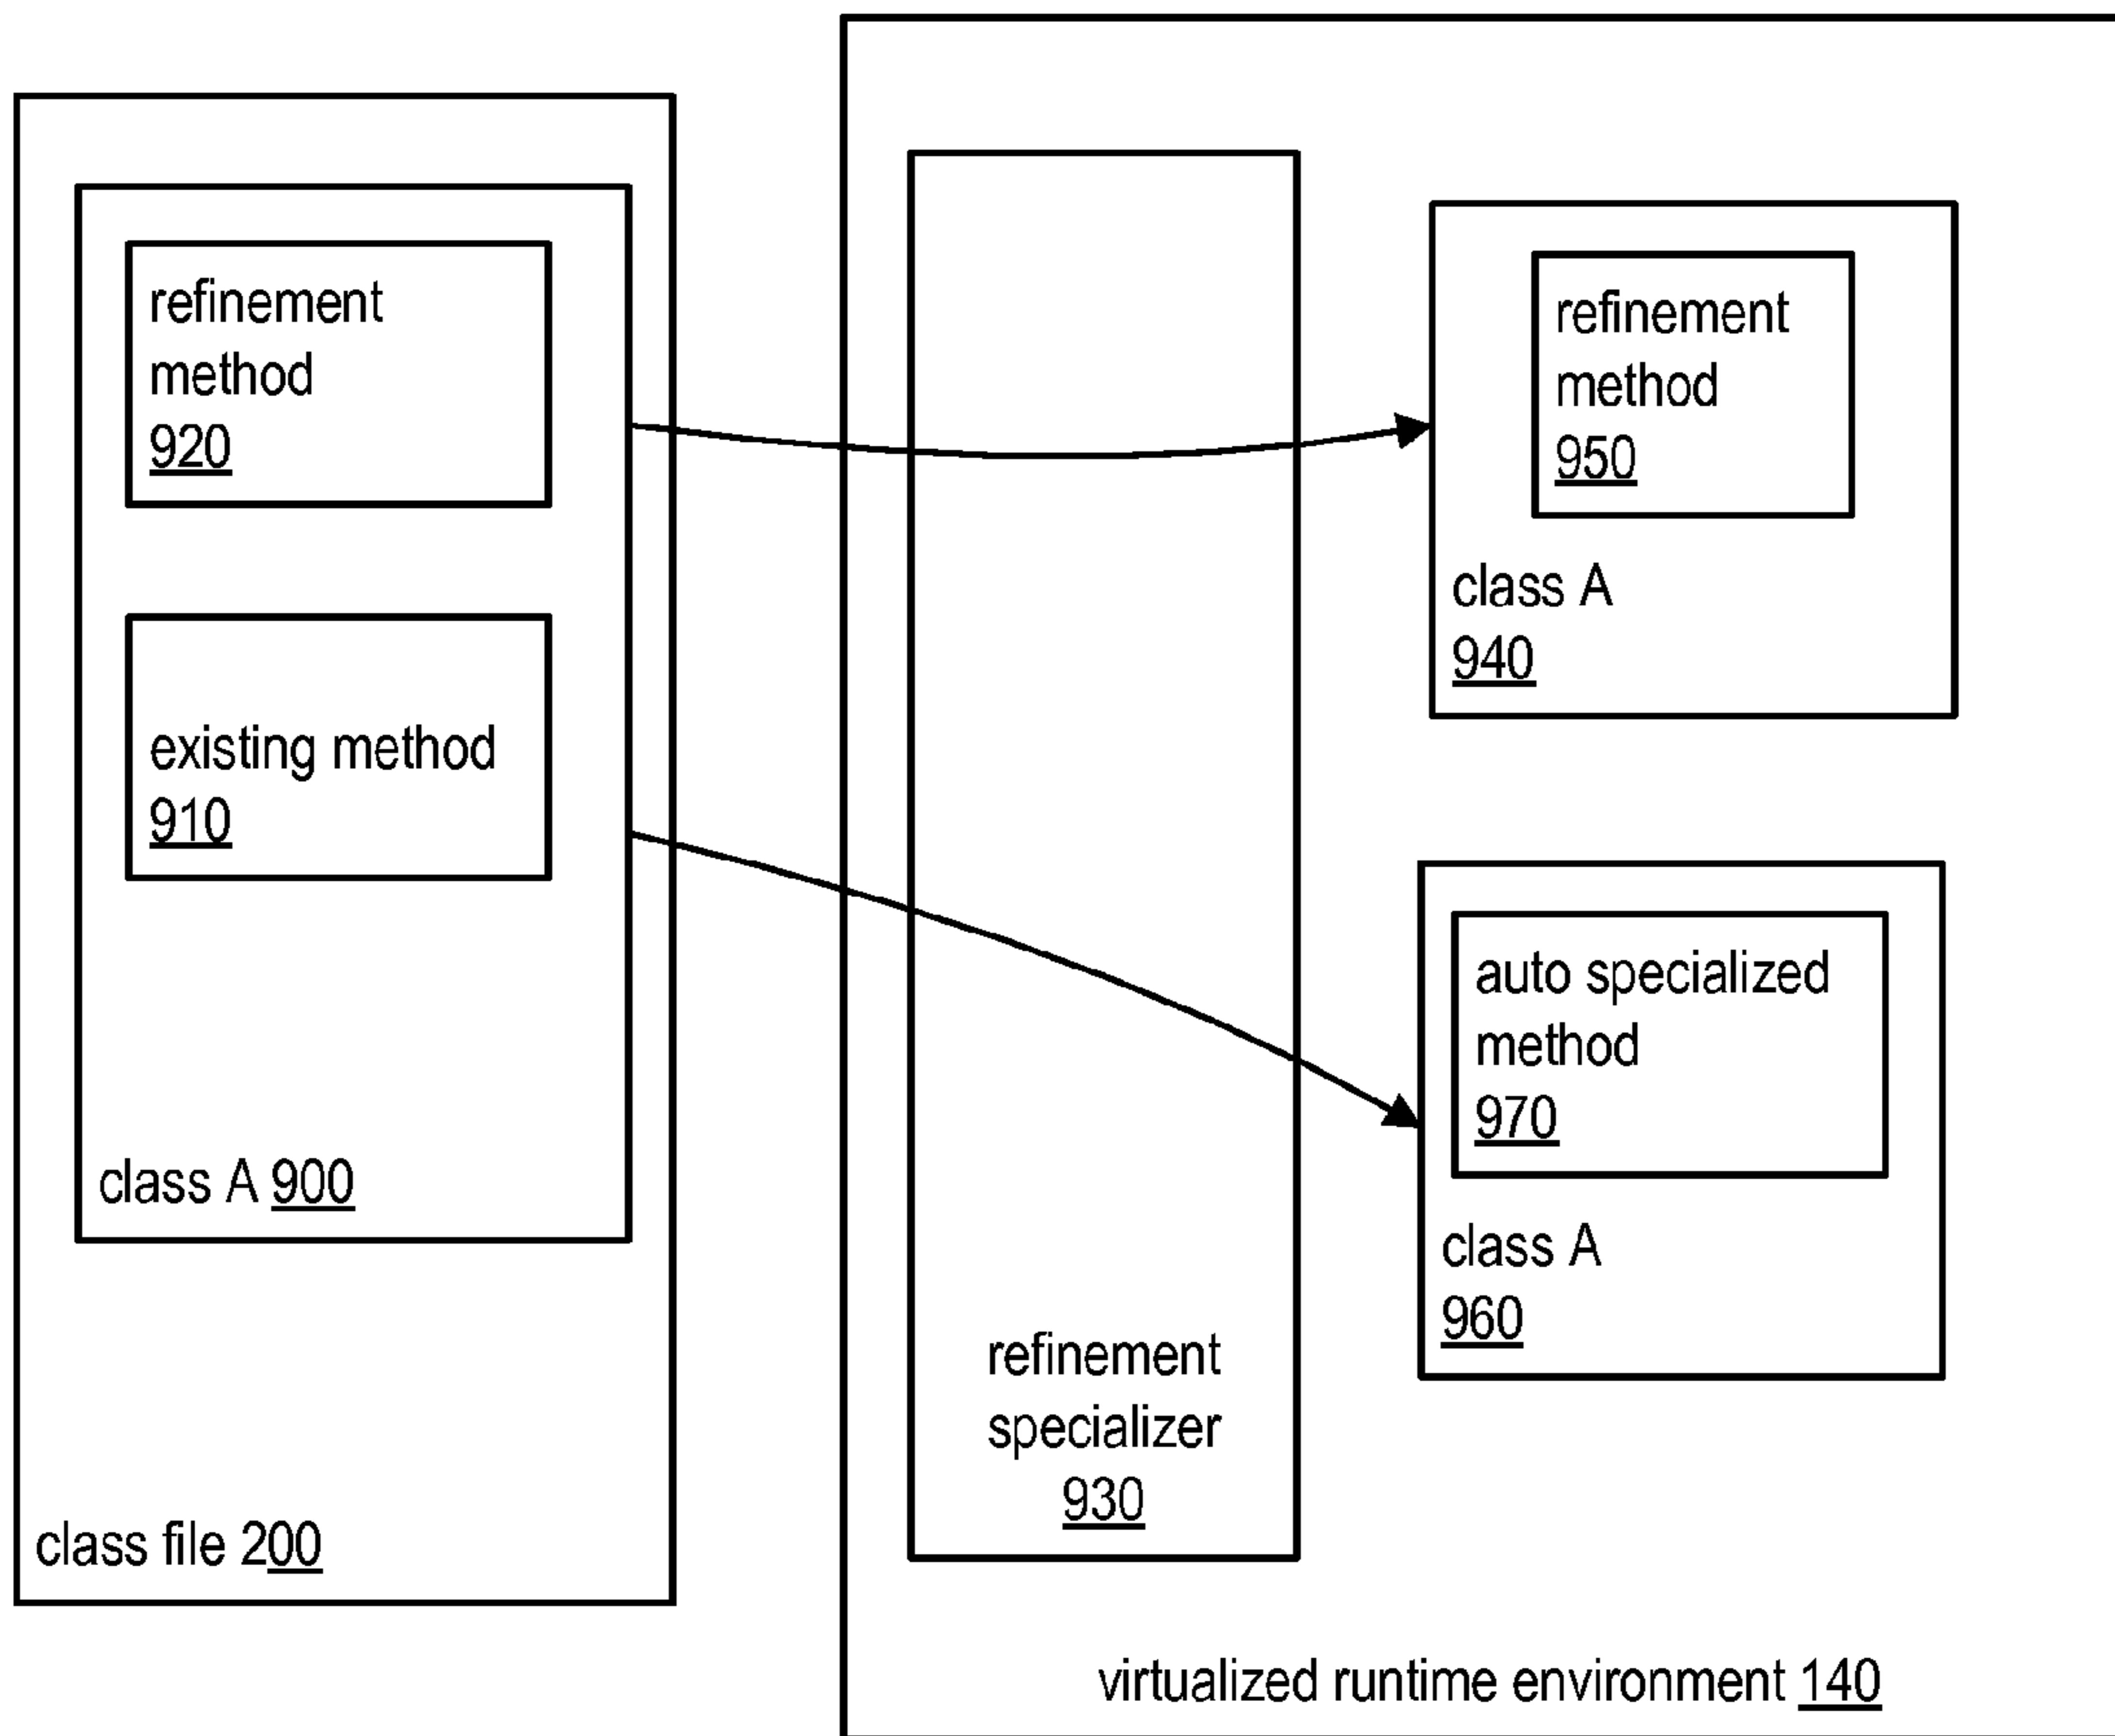 refinement
method
920
existing method
910
class A 900
class file 200
refinement
specializer
930
refinement
method
950
class A
940
auto specialized
method
970
class A
960
virtualized runtime environment 140